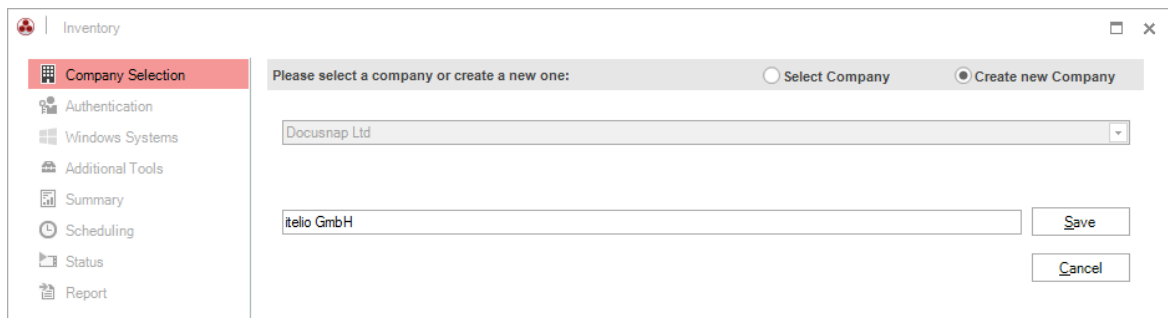 Inventory
Company Selection
Authentication
Windows Systems
Additional Tools
Summary
Scheduling
Status
Report
Please select a company or create a new one: Select Company Create new Company
Docusnap Ltd
itelio GmbH Save
Cancel